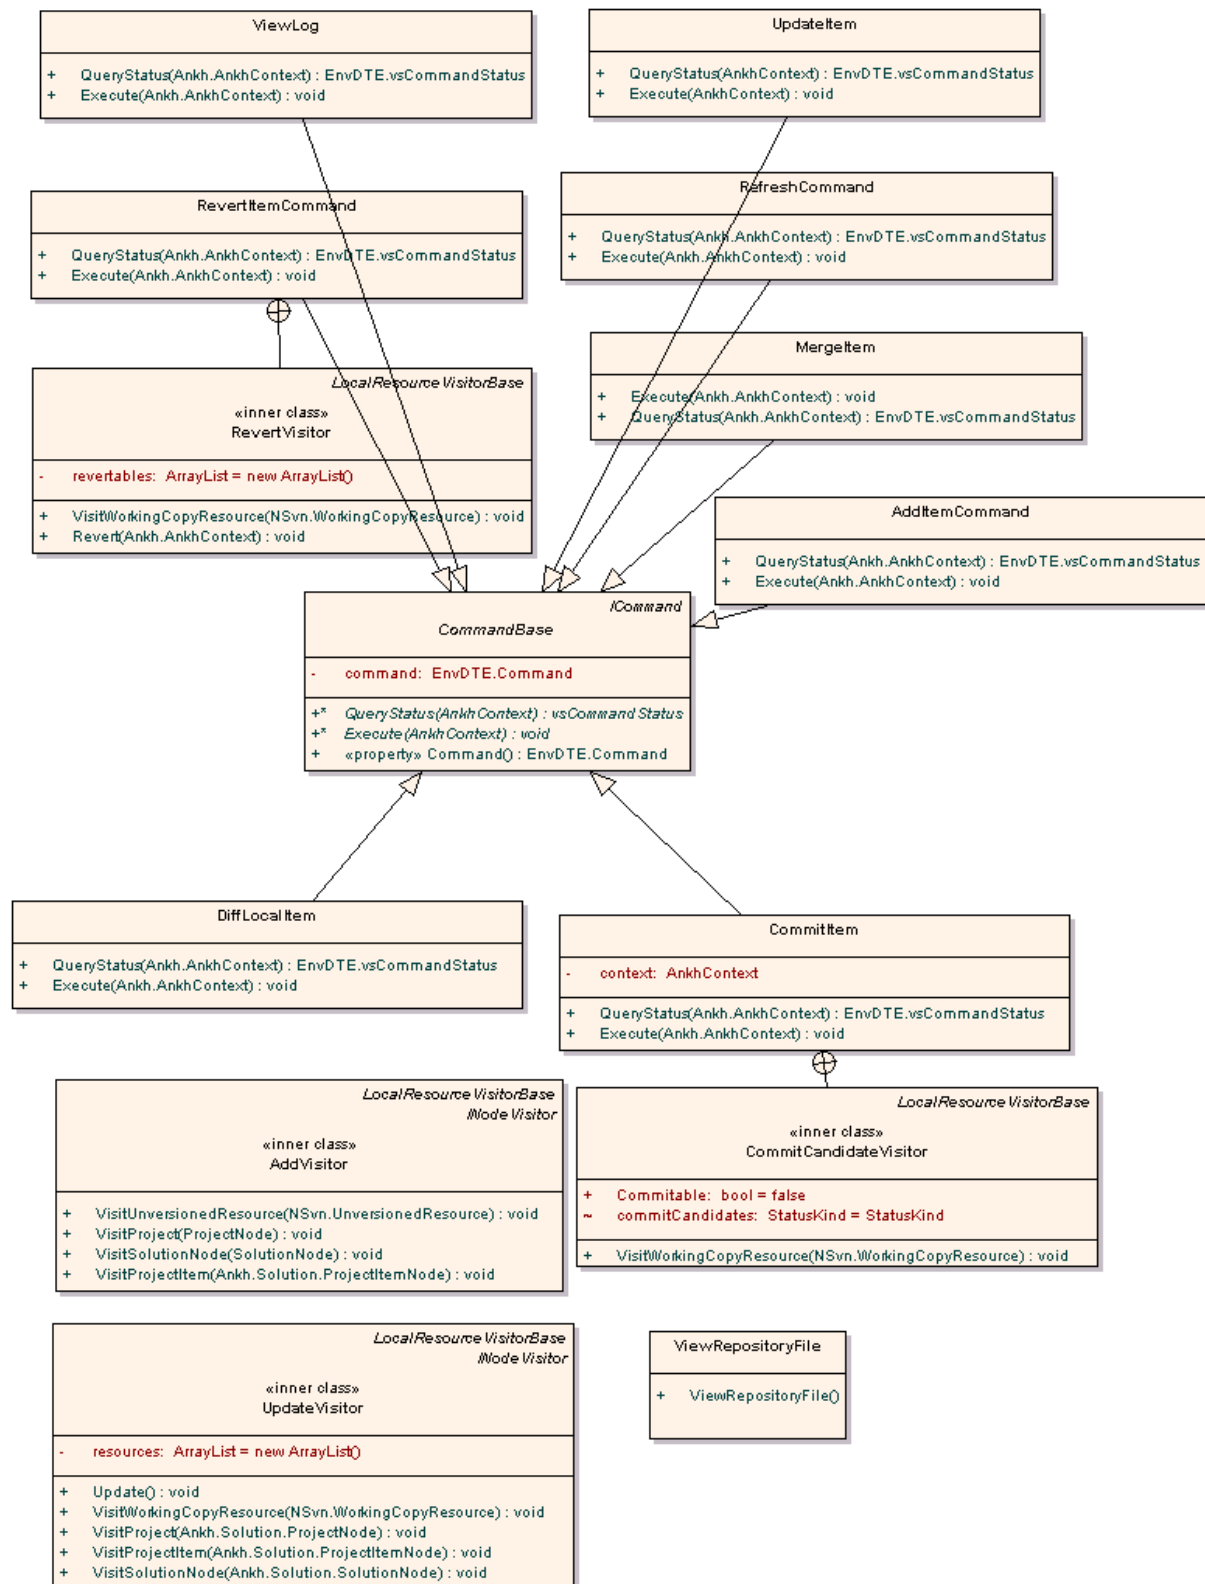 ViewLog
+ QueryStatus(Ankh.AnkhContext) : EnvDTE.vsCommandStatus
+ Execute(Ankh.AnkhContext) : void
UpdateItem
+ QueryStatus(Ankh.AnkhContext) : EnvDTE.vsCommandStatus
+ Execute(AnkhContext) : void
RevertItemCommand
+ QueryStatus(Ankh.AnkhContext) : EnvDTE.vsCommandStatus
+ Execute(Ankh.AnkhContext) : void
RefreshCommand
+ QueryStatus(Ankh.AnkhContext) : EnvDTE.vsCommandStatus
+ Execute(Ankh.AnkhContext) : void
LocalResourceVisitorBase
«inner class»
RevertVisitor
- revertables: ArrayList = new ArrayList()
+ VisitWorkingCopyResource(NSvn.WorkingCopyResource) : void
+ Revert(Ankh.AnkhContext) : void
MergeItem
+ Execute(Ankh.AnkhContext) : void
+ QueryStatus(Ankh.AnkhContext) : EnvDTE.vsCommandStatus
AddItemCommand
+ QueryStatus(Ankh.AnkhContext) : EnvDTE.vsCommandStatus
+ Execute(Ankh.AnkhContext) : void
ICommand
CommandBase
- command: EnvDTE.Command
+* QueryStatus(AnkhContext) : vsCommandStatus
+* Execute(AnkhContext) : void
+ «property» Command() : EnvDTE.Command
DiffLocalItem
+ QueryStatus(Ankh.AnkhContext) : EnvDTE.vsCommandStatus
+ Execute(Ankh.AnkhContext) : void
CommitItem
- context: AnkhContext
+ QueryStatus(Ankh.AnkhContext) : EnvDTE.vsCommandStatus
+ Execute(Ankh.AnkhContext) : void
LocalResourceVisitorBase
INodeVisitor
«inner class»
AddVisitor
+ VisitUnversionedResource(NSvn.UnversionedResource) : void
+ VisitProject(ProjectNode) : void
+ VisitSolutionNode(SolutionNode) : void
+ VisitProjectItem(Ankh.Solution.ProjectItemNode) : void
LocalResourceVisitorBase
«inner class»
CommitCandidateVisitor
+ Commitable: bool = false
~ commitCandidates: StatusKind = StatusKind
+ VisitWorkingCopyResource(NSvn.WorkingCopyResource) : void
LocalResourceVisitorBase
INodeVisitor
«inner class»
UpdateVisitor
- resources: ArrayList = new ArrayList()
+ Update() : void
+ VisitWorkingCopyResource(NSvn.WorkingCopyResource) : void
+ VisitProject(Ankh.Solution.ProjectNode) : void
+ VisitProjectItem(Ankh.Solution.ProjectItemNode) : void
+ VisitSolutionNode(Ankh.Solution.SolutionNode) : void
ViewRepositoryFile
+ ViewRepositoryFile()